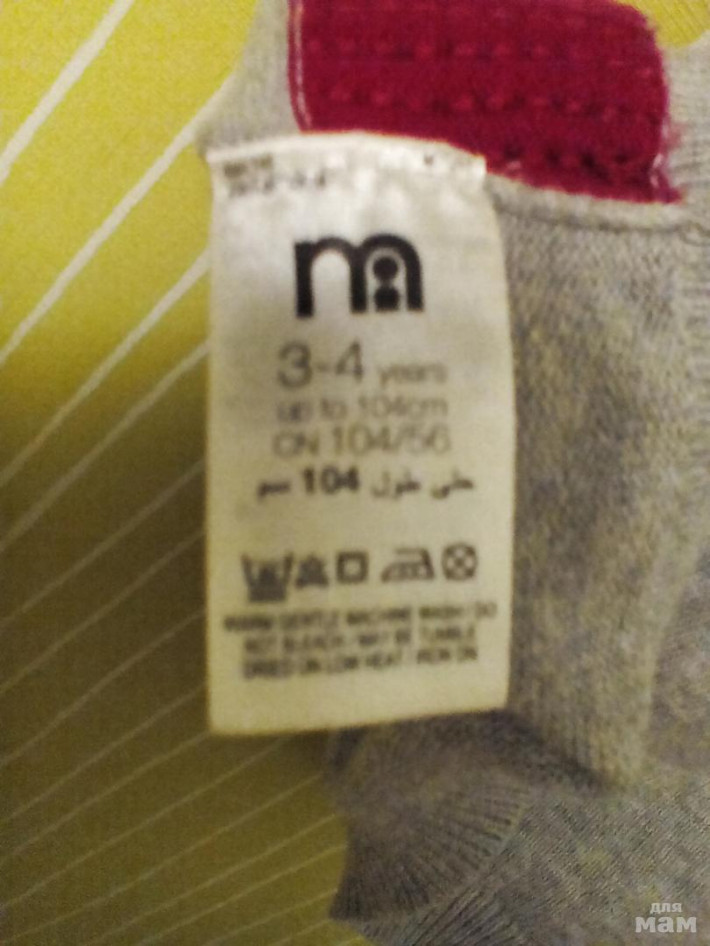 m
3-4 years
up to 104cm
CN 104/56
حتى طول 104 سم
WARM GENTLE MACHINE WASH / DO
NOT BLEACH / MAY BE TUMBLE
DRIED ON LOW HEAT / IRON ON
для
мам